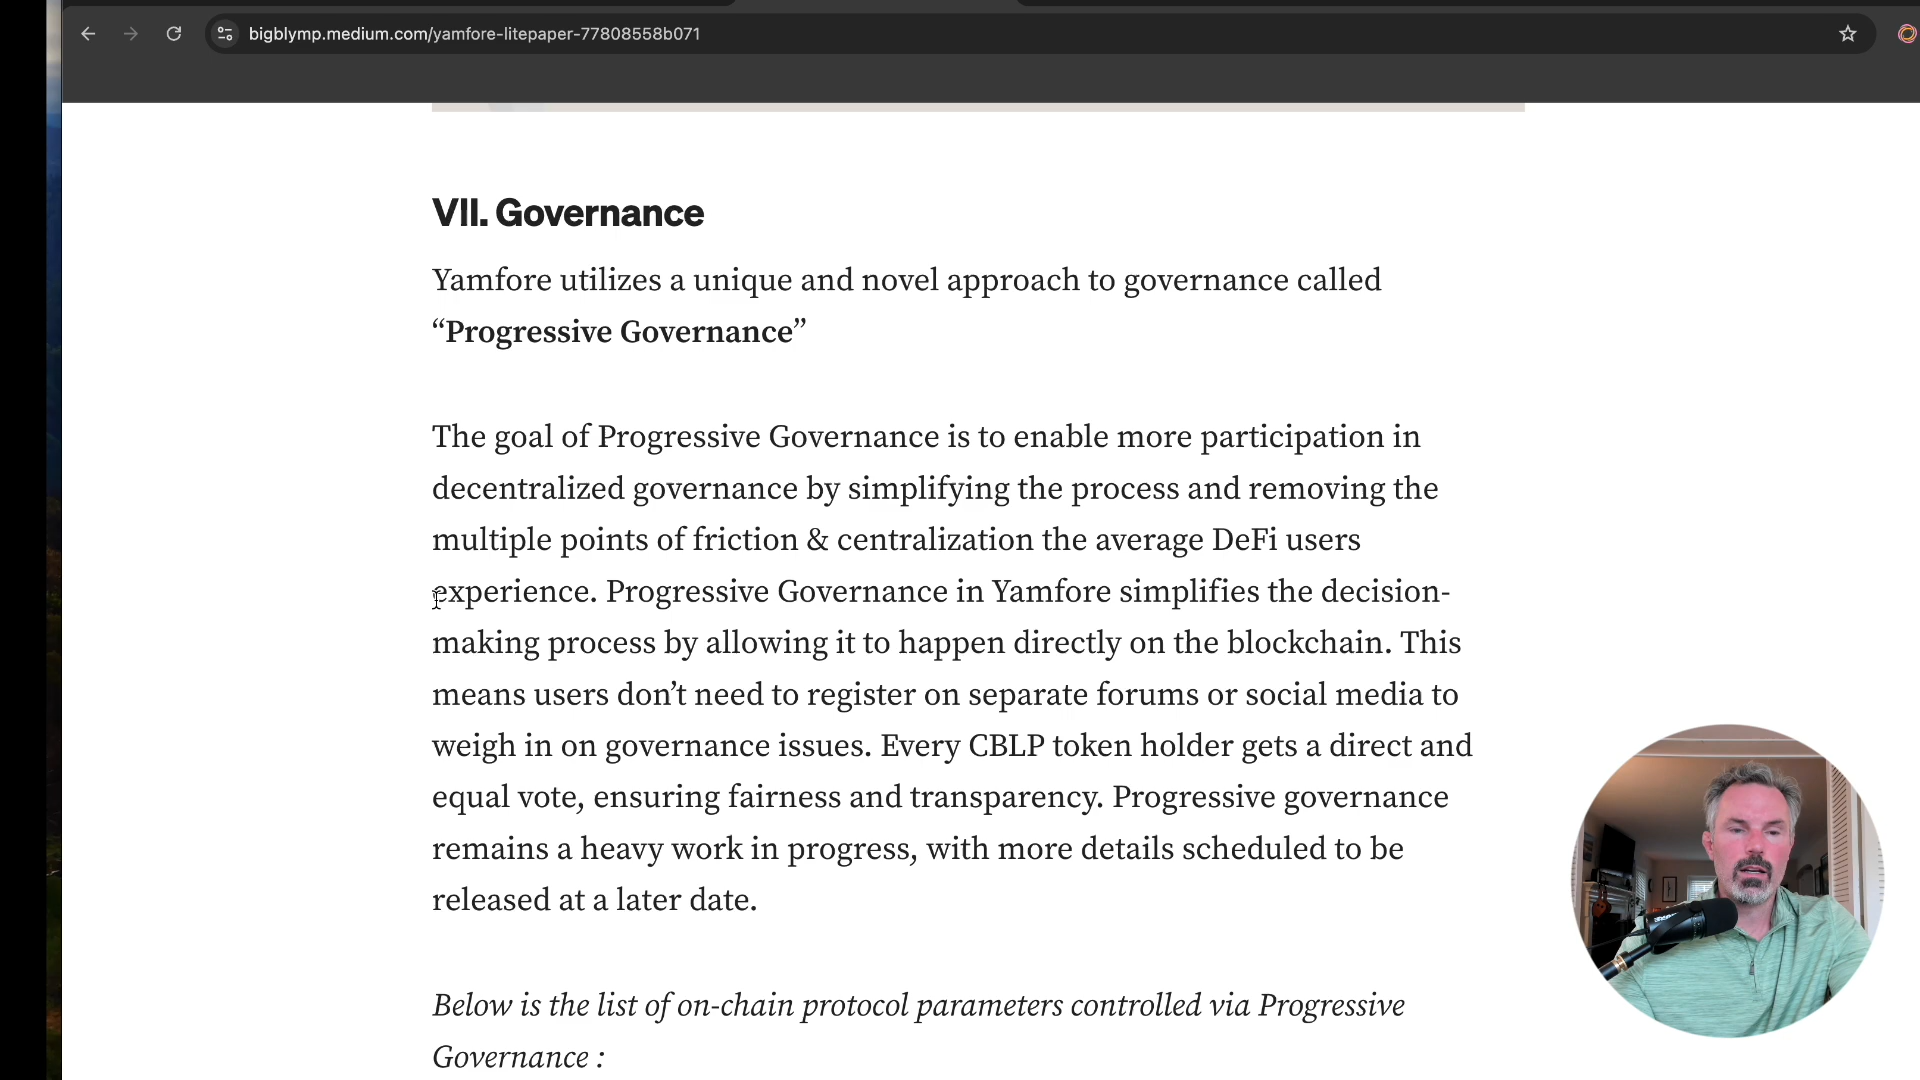 bigblymp.medium.com/yamfore-litepaper-77808558b071
VII. Governance
Yamfore utilizes a unique and novel approach to governance called
“Progressive Governance”
The goal of Progressive Governance is to enable more participation in
decentralized governance by simplifying the process and removing the
multiple points of friction & centralization the average DeFi users
experience. Progressive Governance in Yamfore simplifies the decision-
making process by allowing it to happen directly on the blockchain. This
means users don’t need to register on separate forums or social media to
weigh in on governance issues. Every CBLP token holder gets a direct and
equal vote, ensuring fairness and transparency. Progressive governance
remains a heavy work in progress, with more details scheduled to be
released at a later date.
Below is the list of on-chain protocol parameters controlled via Progressive
Governance :